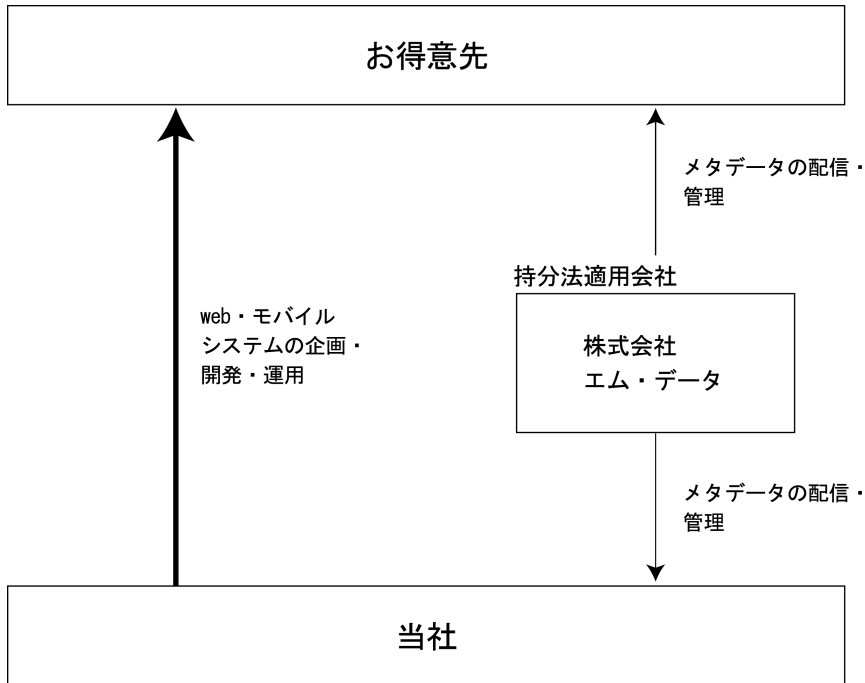 お得意先
メタデータの配信・
管理
持分法適用会社
web・モバイル
システムの企画・
開発・運用
株式会社
エム・データ
メタデータの配信・
管理
当社